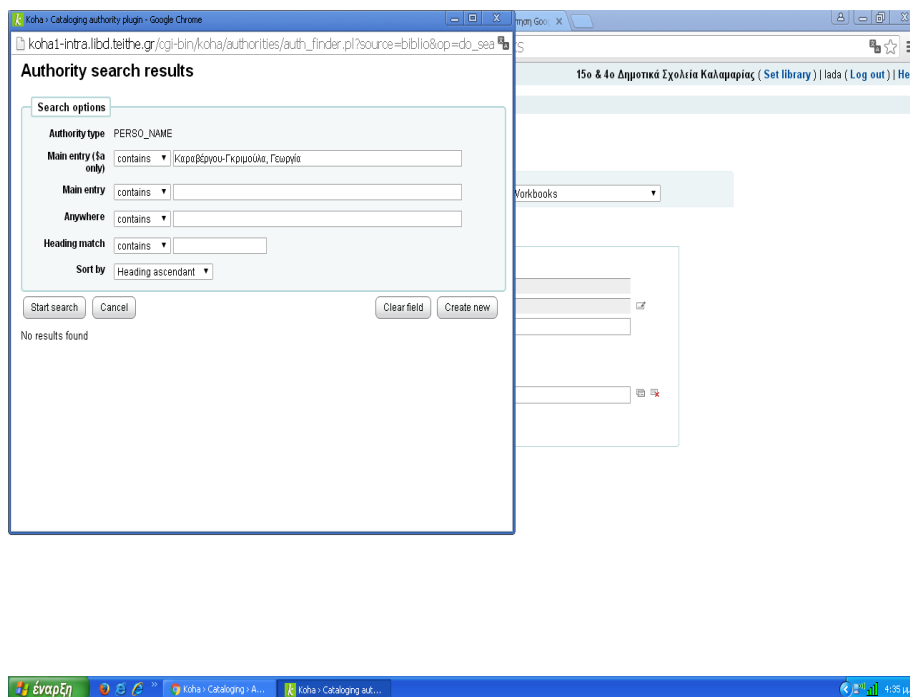 Koha › Cataloging authority plugin - Google Chrome
koha1-intra.libd.teithe.gr/cgi-bin/koha/authorities/auth_finder.pl?source=biblio&op=do_sea
Authority search results
15ο & 4ο Δημοτικά Σχολεία Καλαμαρίας ( Set library ) | lada ( Log out ) | He
Search options
Authority type PERSO_NAME
Main entry ($a only) contains Καραβέργου-Γκριμούλα, Γεωργία
Main entry contains
Workbooks
Anywhere contains
Heading match contains
Sort by Heading ascendant
Start search Cancel Clear field Create new
No results found
έναρξη Koha › Cataloging › A... Koha › Cataloging aut... 4:35 μμ